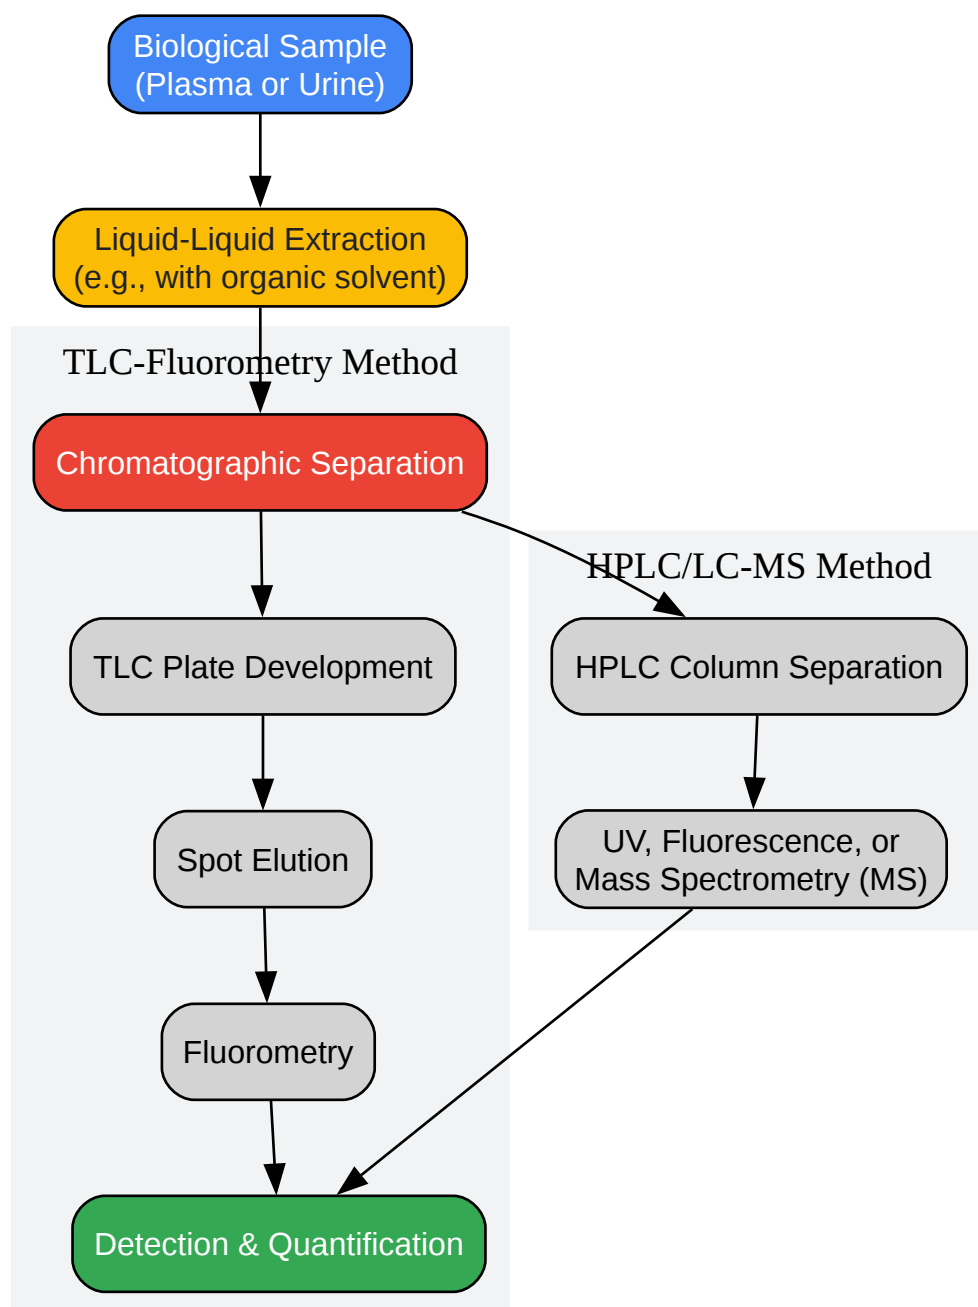 Biological Sample
(Plasma or Urine)
Liquid-Liquid Extraction
(e.g., with organic solvent)
TLC-Fluorometry Method
Chromatographic Separation
HPLC/LC-MS Method
TLC Plate Development
HPLC Column Separation
Spot Elution
UV, Fluorescence, or
Mass Spectrometry (MS)
Fluorometry
Detection & Quantification